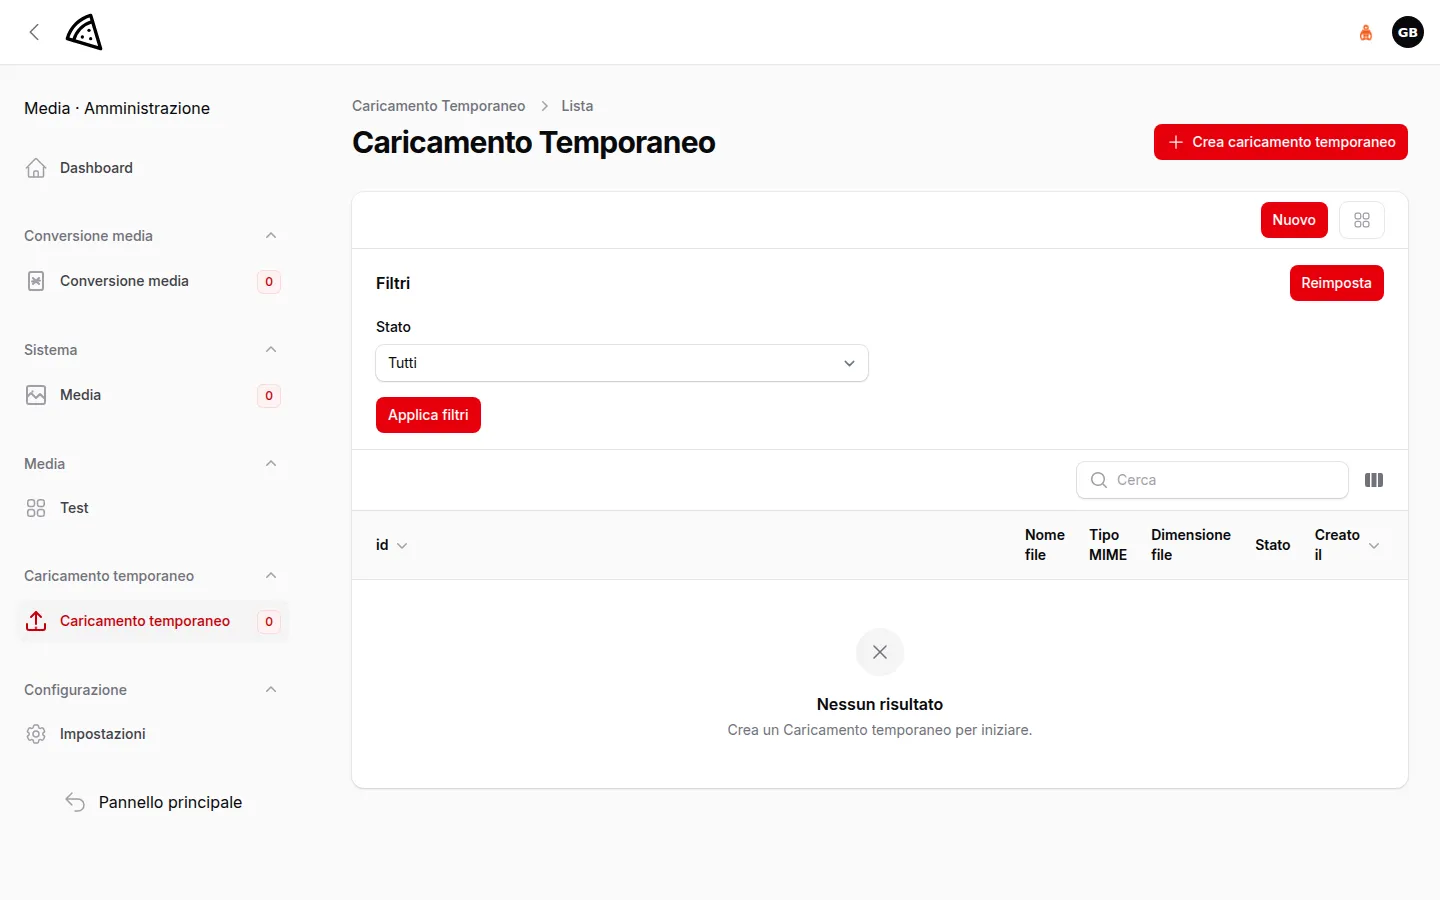 GB
Media · Amministrazione
Dashboard
Conversione media
Conversione media 0
Sistema
Media 0
Media
Test
Caricamento temporaneo
Caricamento temporaneo 0
Configurazione
Impostazioni
Pannello principale
Caricamento Temporaneo > Lista
Caricamento Temporaneo
Crea caricamento temporaneo
Nuovo
Filtri
Reimposta
Stato
Tutti
Applica filtri
Cerca
id
Nome
file
Tipo
MIME
Dimensione
file
Stato
Creato
il
Nessun risultato
Crea un Caricamento temporaneo per iniziare.